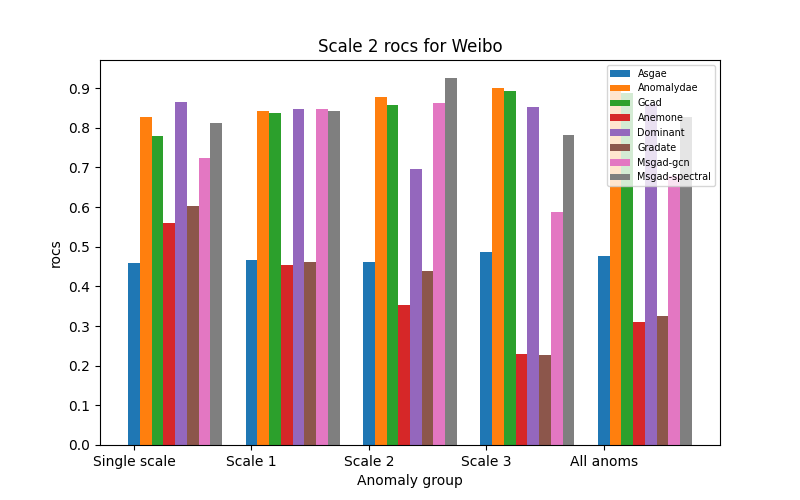 Scale 2 rocs for Weibo
Asgae
Anomalydae
Gcad
Anemone
Dominant
Gradate
Msgad-gcn
Msgad-spectral
rocs
0.9
0.8
0.7
0.6
0.5
0.4
0.3
0.2
0.1
0.0
Single scale Scale 1 Scale 2 Scale 3 All anoms
Anomaly group